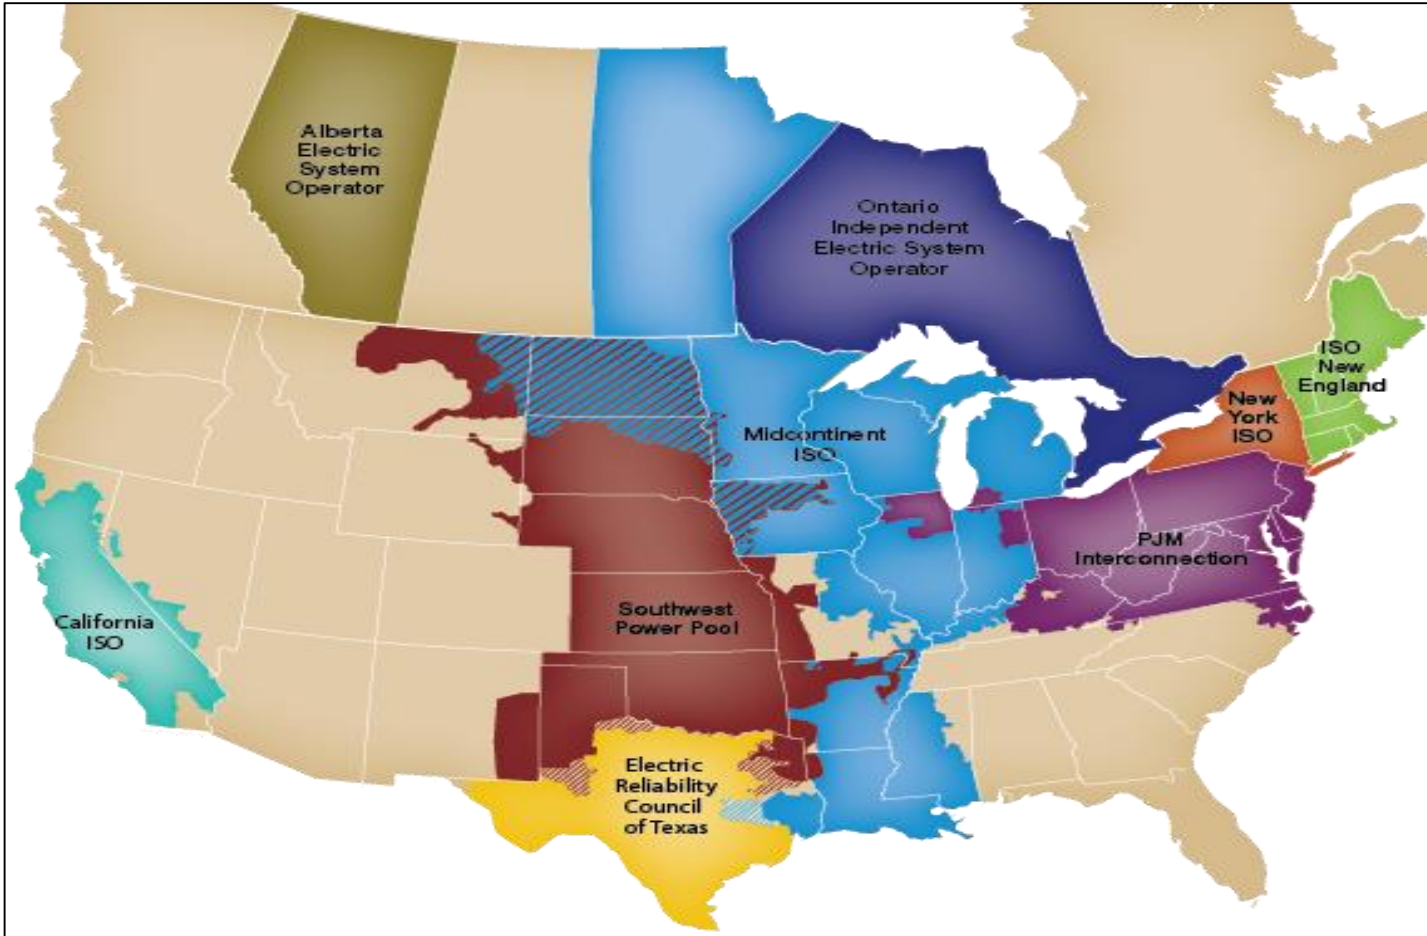 Alberta
Electric
System
Operator
Ontario
Independent
Electric System
Operator
ISO
New
England
New
York
ISO
Midcontinent
ISO
PJM
Interconnection
Southwest
Power Pool
California
ISO
Electric
Reliability
Council
of Texas